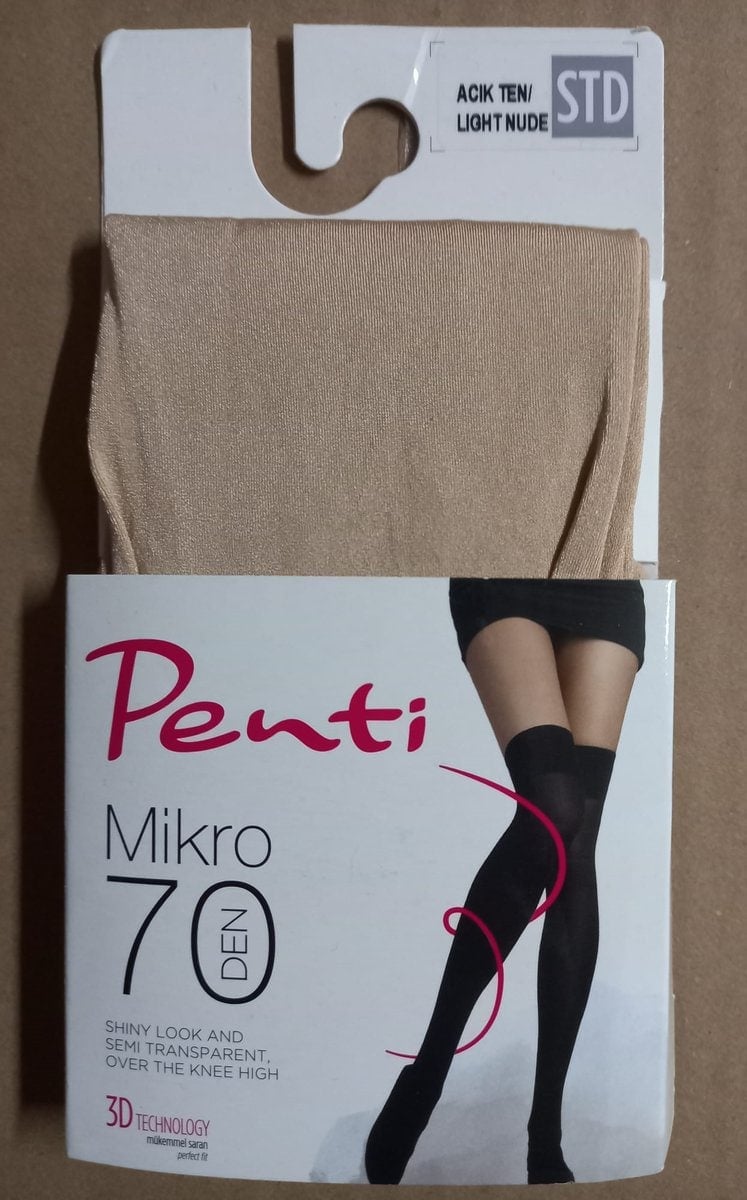 ACIK TEN/
LIGHT NUDE
STD
Penti
Mikro
70
DEN
SHINY LOOK AND
SEMI TRANSPARENT,
OVER THE KNEE HIGH
3D TECHNOLOGY
mükemmel saran
perfect fit